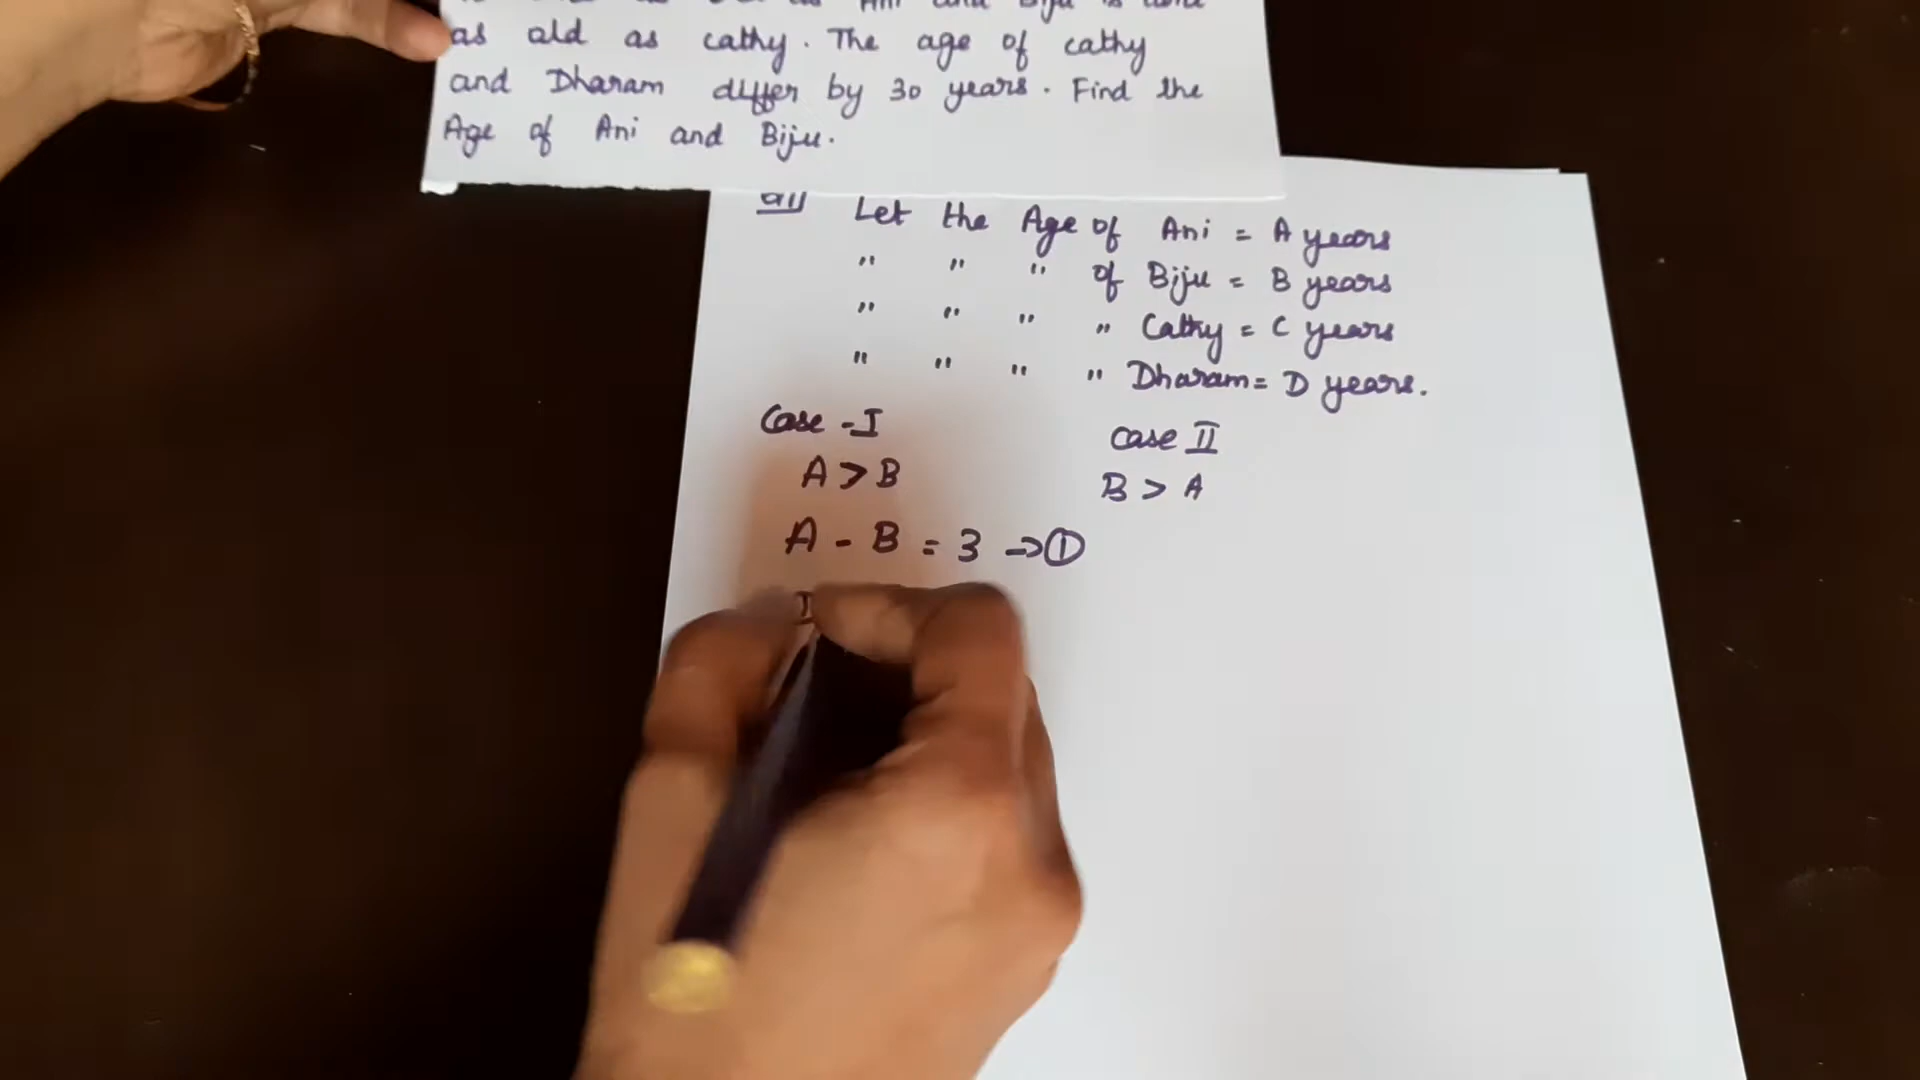 as old as cathy. The age of cathy
and Dharam differ by 30 years. Find the
Age of Ani and Biju.
Let the Age of Ani = A years
" " " of Biju = B years
" " " " Cathy = C years
" " " " Dharam = D years.
Case - I
A > B
A - B = 3 → ①
Case II
B > A